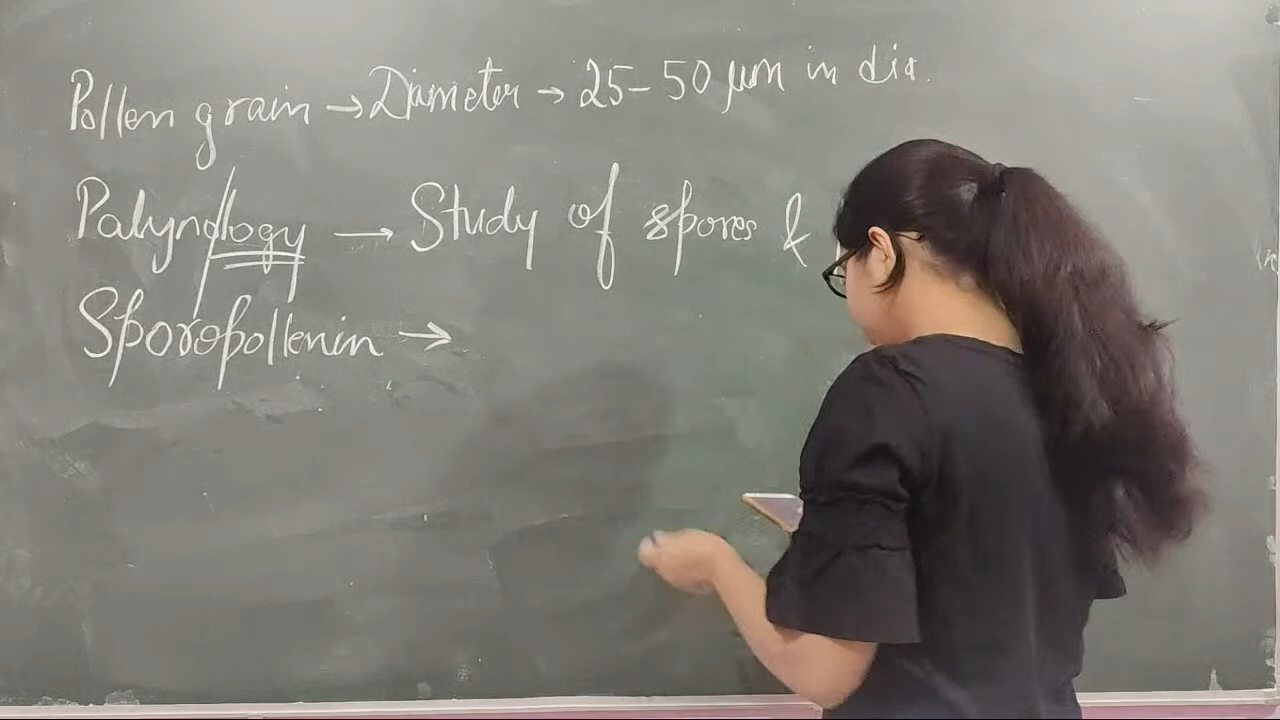 Pollen grain → Diameter → 25-50 µm in dia.
Palynology → Study of spores &
Sporopollenin →